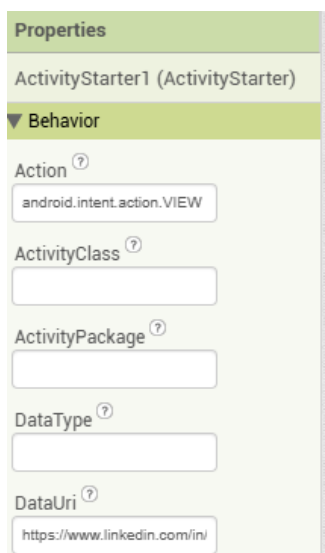 Properties
ActivityStarter1 (ActivityStarter)
▼ Behavior
Action ?
android.intent.action.VIEW
ActivityClass ?
ActivityPackage ?
DataType ?
DataUri ?
https://www.linkedin.com/in/